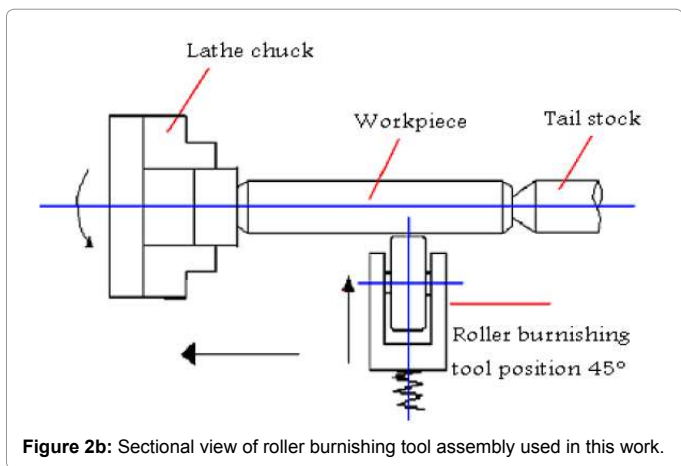 Lathe chuck
Workpiece
Tail stock
Roller burnishing
tool position 45°
Figure 2b: Sectional view of roller burnishing tool assembly used in this work.